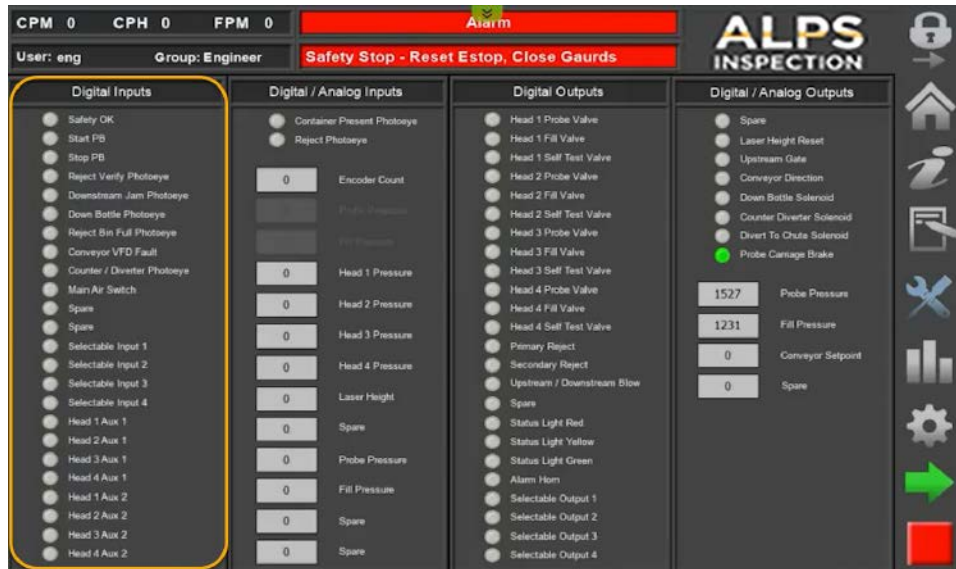 CPM 0 CPH 0 FPM 0
Alarm
ALPS
INSPECTION
User: eng Group: Engineer
Safety Stop - Reset Estop, Close Gaurds
Digital Inputs
Safety OK
Start PB
Stop PB
Reject Verify Photoeye
Downstream Jam Photoeye
Down Bottle Photoeye
Reject Bin Full Photoeye
Conveyor VFD Fault
Counter / Diverter Photoeye
Main Air Switch
Spare
Spare
Selectable Input 1
Selectable Input 2
Selectable Input 3
Selectable Input 4
Head 1 Aux 1
Head 2 Aux 1
Head 3 Aux 1
Head 4 Aux 1
Head 1 Aux 2
Head 2 Aux 2
Head 3 Aux 2
Head 4 Aux 2
Digital / Analog Inputs
Container Present Photoeye
Reject Photoeye
0 Encoder Count
Probe Pressure
Fill Pressure
0 Head 1 Pressure
0 Head 2 Pressure
0 Head 3 Pressure
0 Head 4 Pressure
0 Laser Height
0 Spare
0 Probe Pressure
0 Fill Pressure
0 Spare
0 Spare
Digital Outputs
Head 1 Probe Valve
Head 1 Fill Valve
Head 1 Self Test Valve
Head 2 Probe Valve
Head 2 Fill Valve
Head 2 Self Test Valve
Head 3 Probe Valve
Head 3 Fill Valve
Head 3 Self Test Valve
Head 4 Probe Valve
Head 4 Fill Valve
Head 4 Self Test Valve
Primary Reject
Secondary Reject
Upstream / Downstream Blow
Spare
Status Light Red
Status Light Yellow
Status Light Green
Alarm Horn
Selectable Output 1
Selectable Output 2
Selectable Output 3
Selectable Output 4
Digital / Analog Outputs
Spare
Laser Height Reset
Upstream Gate
Conveyor Direction
Down Bottle Solenoid
Counter Diverter Solenoid
Divert To Chute Solenoid
Probe Carriage Brake
1527 Probe Pressure
1231 Fill Pressure
0 Conveyor Setpoint
0 Spare